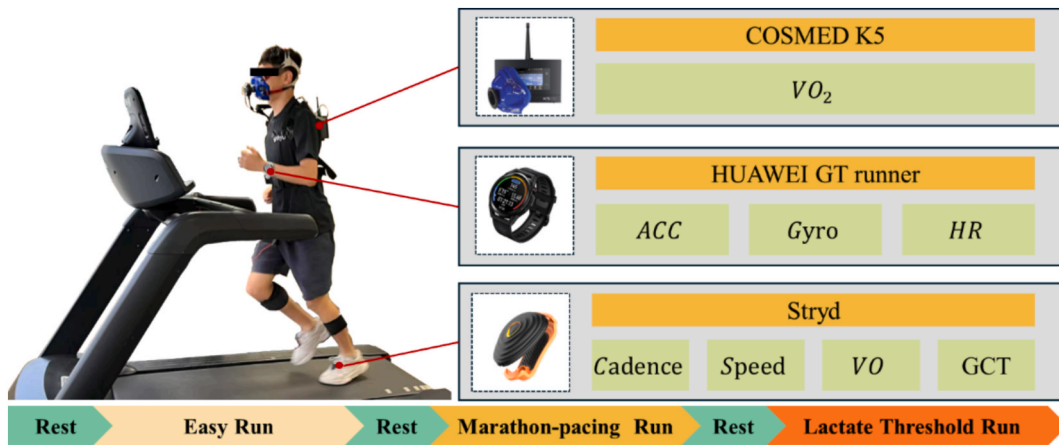 COSMED K5
VO₂
HUAWEI GT runner
ACC Gyro HR
Stryd
Cadence Speed VO GCT
Rest Easy Run Rest Marathon-pacing Run Rest Lactate Threshold Run